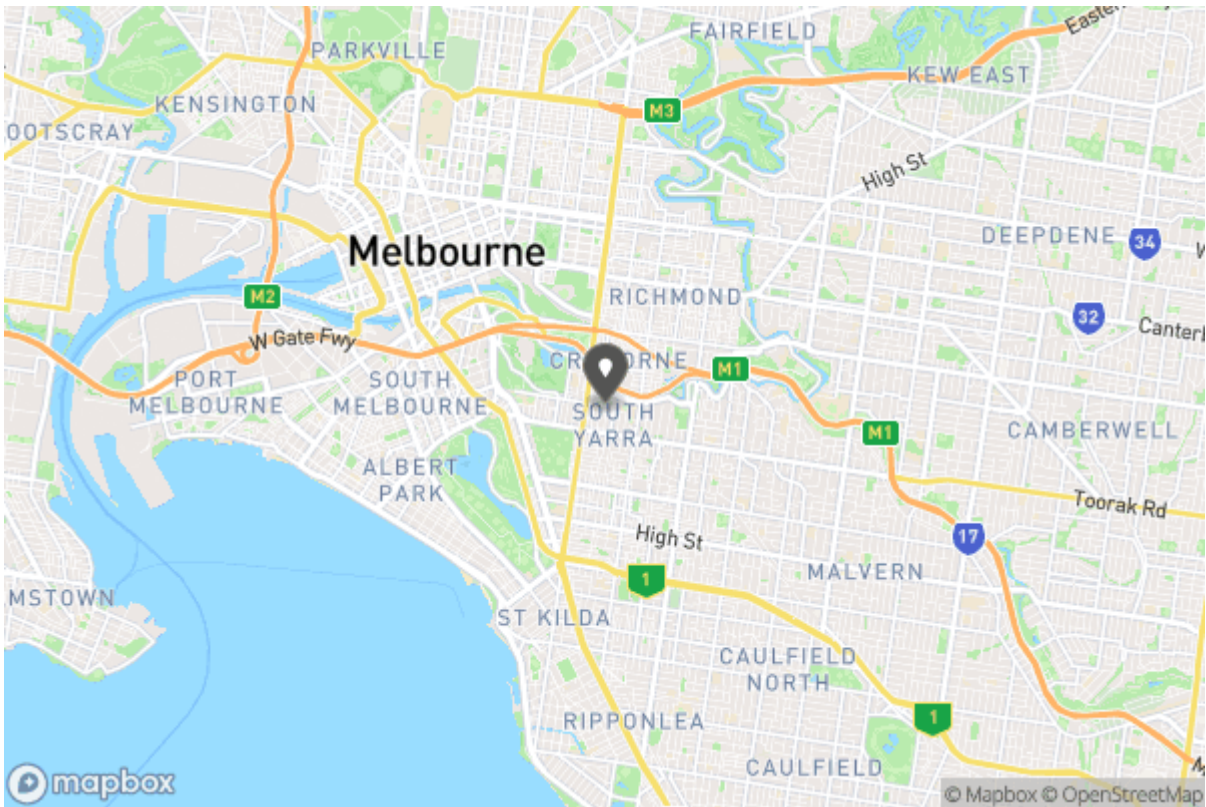 FAIRFIELD
Eastern
PARKVILLE
KEW EAST
KENSINGTON
M3
OOTSCRAY
High St
DEEPDENE
34
W
Melbourne
RICHMOND
M2
32
Canterb
W Gate Fwy
M1
PORT
MELBOURNE
SOUTH
MELBOURNE
SOUTH
YARRA
M1
CAMBERWELL
ALBERT
PARK
Toorak Rd
High St
17
MALVERN
1
MSTOWN
ST KILDA
CAULFIELD
NORTH
RIPPONLEA
1
CAULFIELD
M
mapbox
© Mapbox © OpenStreetMap